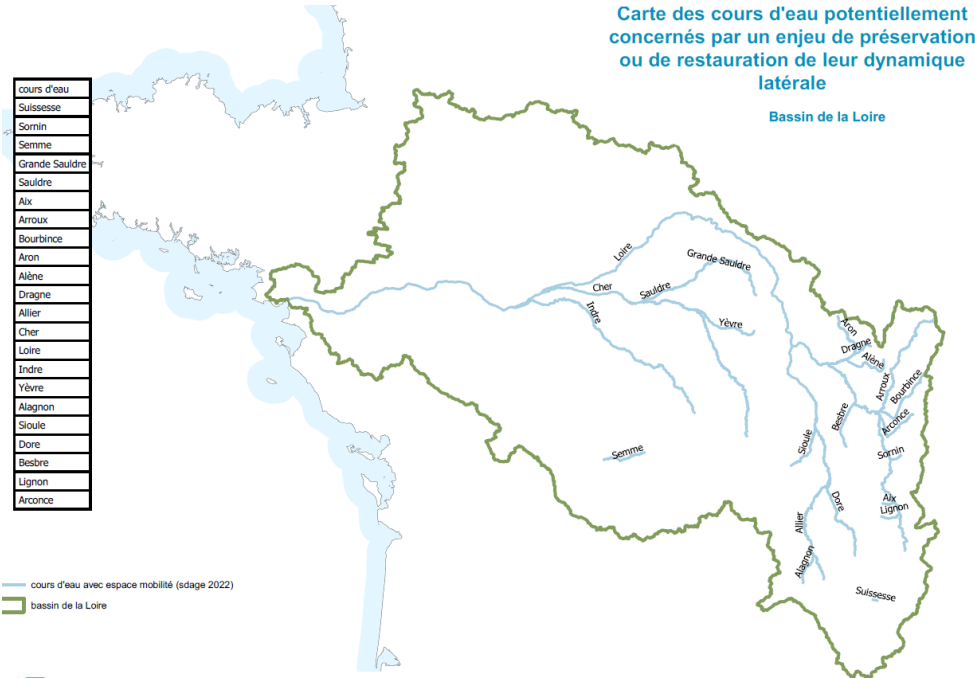 Carte des cours d'eau potentiellement
concernés par un enjeu de préservation
ou de restauration de leur dynamique
latérale
Bassin de la Loire
cours d'eau
Suissesse
Sornin
Semme
Grande Sauldre
Sauldre
Aix
Arroux
Bourbince
Aron
Alène
Dragne
Allier
Cher
Loire
Indre
Yèvre
Alagnon
Sioule
Dore
Besbre
Lignon
Arconce
Loire
Grande Sauldre
Cher
Sauldre
Indre
Yèvre
Aron
Dragne
Alène
Arroux
Bourbince
Besbre
Arconce
Sioule
Semme
Sornin
Dore
Aix
Lignon
Allier
Alagnon
Suissesse
cours d'eau avec espace mobilité (sdage 2022)
bassin de la Loire